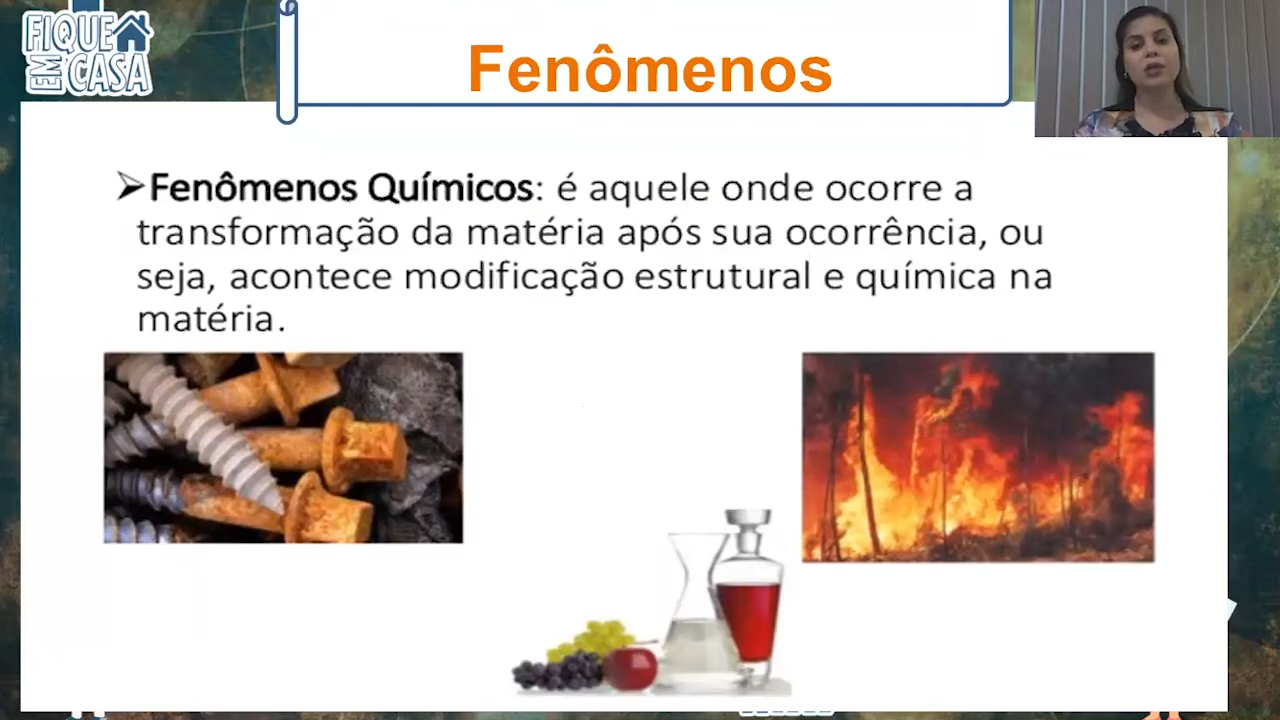 FIQUE
EM CASA
Fenômenos
➢Fenômenos Químicos: é aquele onde ocorre a
transformação da matéria após sua ocorrência, ou
seja, acontece modificação estrutural e química na
matéria.